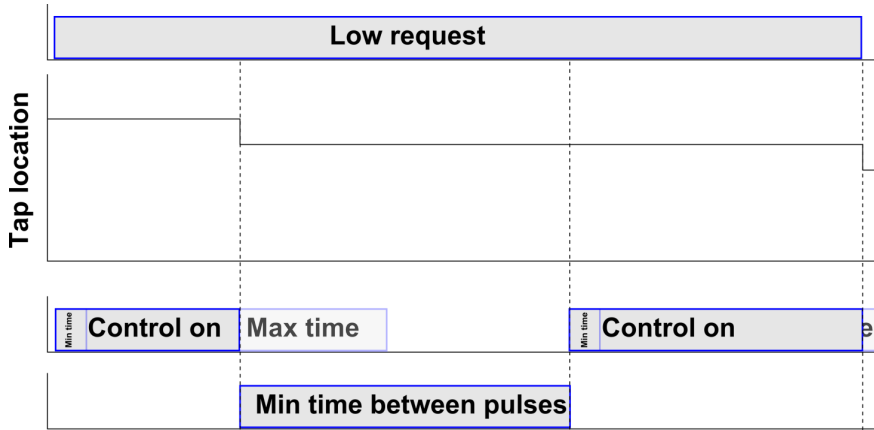 Low request
Tap location
Min time
Control on
Max time
Min time
Control on
e
Min time between pulses